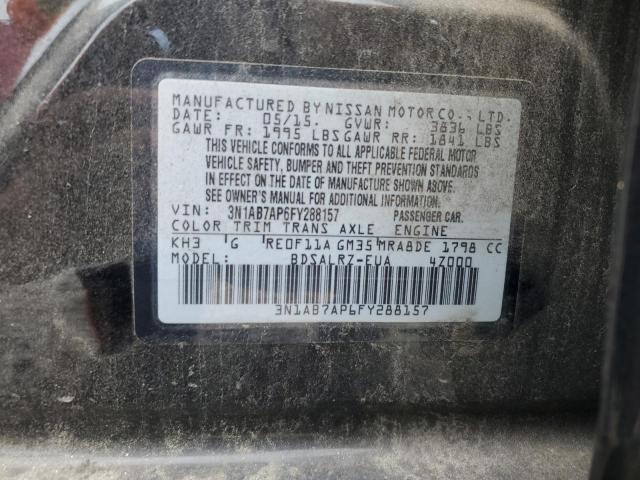 MANUFACTURED BY NISSAN MOTOR CO., LTD.
DATE: 05/15. GVWR: 3836 LBS
GAWR FR: 1995 LBS GAWR RR: 1841 LBS
THIS VEHICLE CONFORMS TO ALL APPLICABLE FEDERAL MOTOR
VEHICLE SAFETY, BUMPER AND THEFT PREVENTION STANDARDS
IN EFFECT ON THE DATE OF MANUFACTURE SHOWN ABOVE.
SEE OWNER'S MANUAL FOR ADDITIONAL INFORMATION.
VIN: 3N1AB7AP6FY288157 PASSENGER CAR.
COLOR TRIM TRANS AXLE ENGINE
KH3 G RE0F11A GM35 MRA8DE 1798 CC
MODEL: BDSALRZ-EUA 47000
3N1AB7AP6FY288157